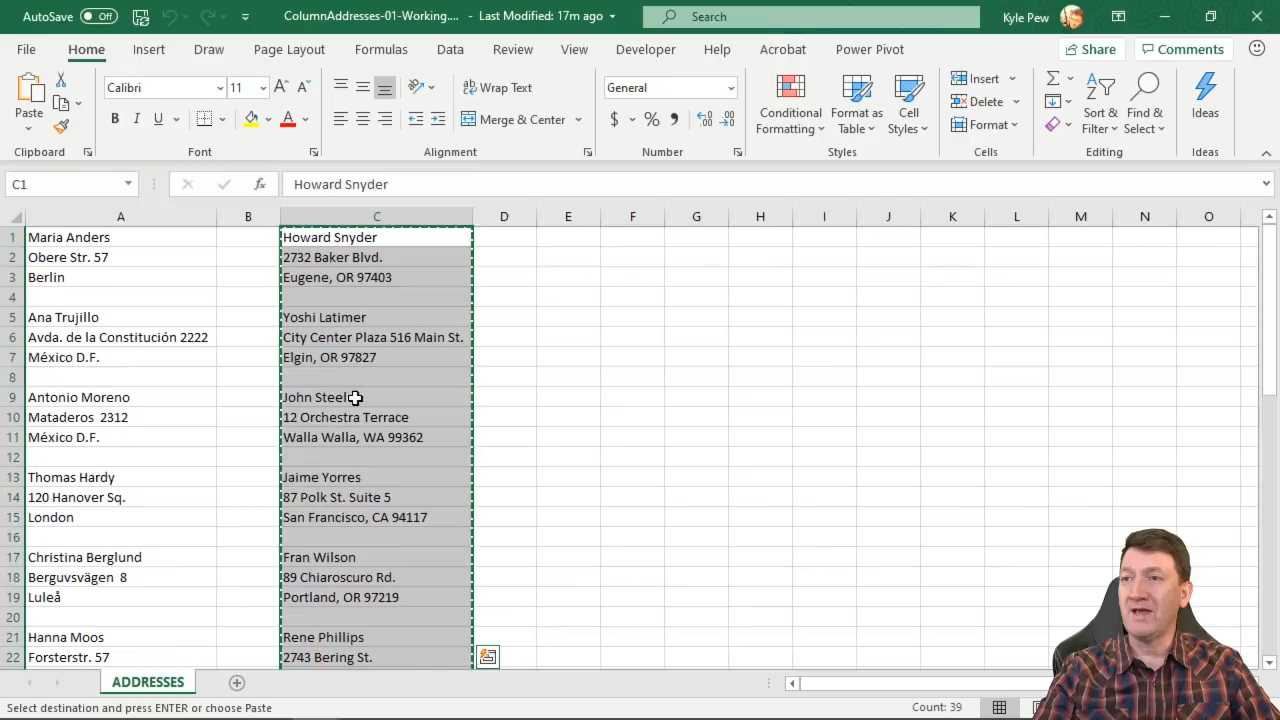 AutoSave Off ColumnAddresses-01-Working.... - Last Modified: 17m ago Search Kyle Pew
File Home Insert Draw Page Layout Formulas Data Review View Developer Help Acrobat Power Pivot Share Comments
Calibri 11 Wrap Text General Insert
Paste Conditional Format as Cell Delete Sort & Find & Ideas
B I U A Merge & Center $ % Formatting Table Styles Format Filter Select
Clipboard Font Alignment Number Styles Cells Editing Ideas
C1 fx Howard Snyder
A B C D E F G H I J K L M N O
1 Maria Anders Howard Snyder
2 Obere Str. 57 2732 Baker Blvd.
3 Berlin Eugene, OR 97403
4
5 Ana Trujillo Yoshi Latimer
6 Avda. de la Constitución 2222 City Center Plaza 516 Main St.
7 México D.F. Elgin, OR 97827
8
9 Antonio Moreno John Steel
10 Mataderos 2312 12 Orchestra Terrace
11 México D.F. Walla Walla, WA 99362
12
13 Thomas Hardy Jaime Yorres
14 120 Hanover Sq. 87 Polk St. Suite 5
15 London San Francisco, CA 94117
16
17 Christina Berglund Fran Wilson
18 Berguvsvägen 8 89 Chiaroscuro Rd.
19 Luleå Portland, OR 97219
20
21 Hanna Moos Rene Phillips
22 Forsterstr. 57 2743 Bering St.
ADDRESSES
Select destination and press ENTER or choose Paste Count: 39